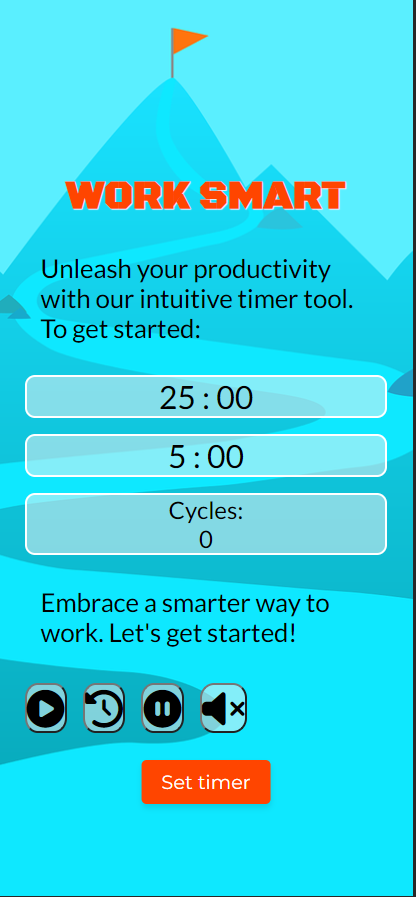 WORK SMART
Unleash your productivity
with our intuitive timer tool.
To get started:
25 : 00
5 : 00
Cycles:
0
Embrace a smarter way to
work. Let's get started!
Set timer